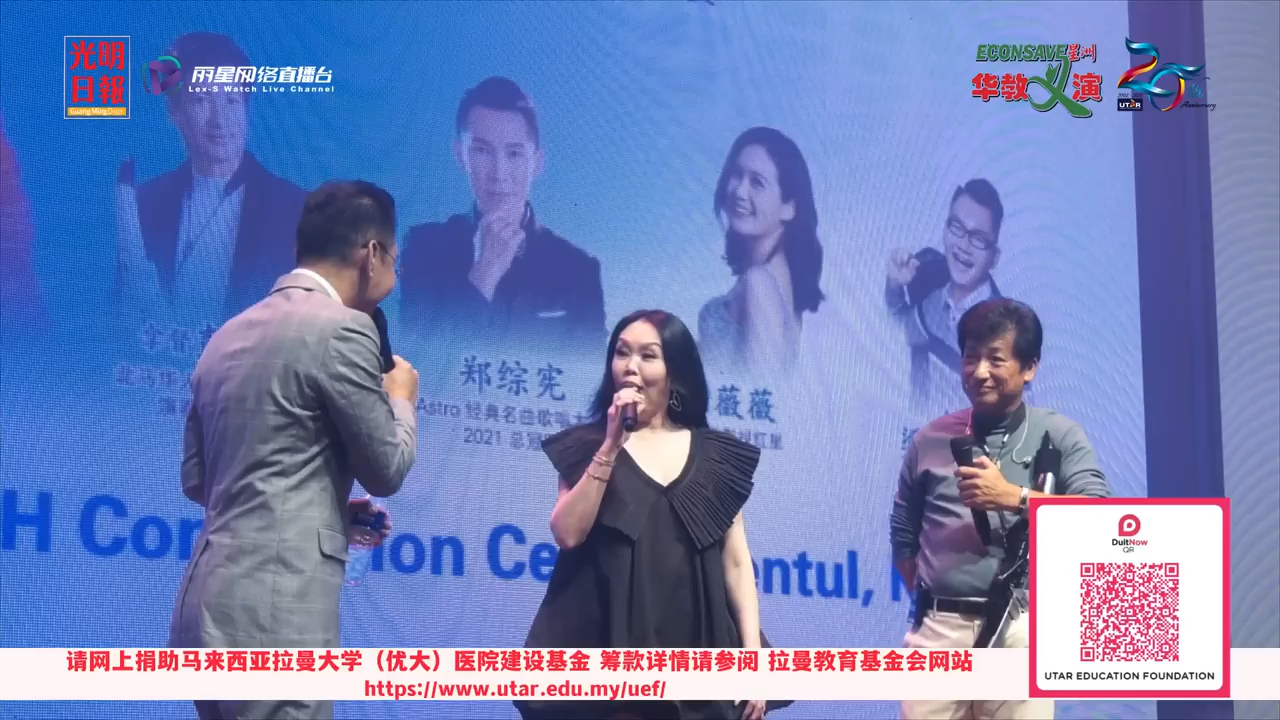 光明
日報
Guang Ming Daily
丽星网络直播台
Lex-S Watch Live Channel
ECONSAVE 星洲
华教义演
20
UTAR
Anniversary
郑综宪
薇薇
Astro 经典名曲歌唱
2021 总冠
H Con
ion Ce
entul,
DuitNow
QR
UTAR EDUCATION FOUNDATION
请网上捐助马来西亚拉曼大学（优大）医院建设基金 筹款详情请参阅 拉曼教育基金会网站
https://www.utar.edu.my/uef/